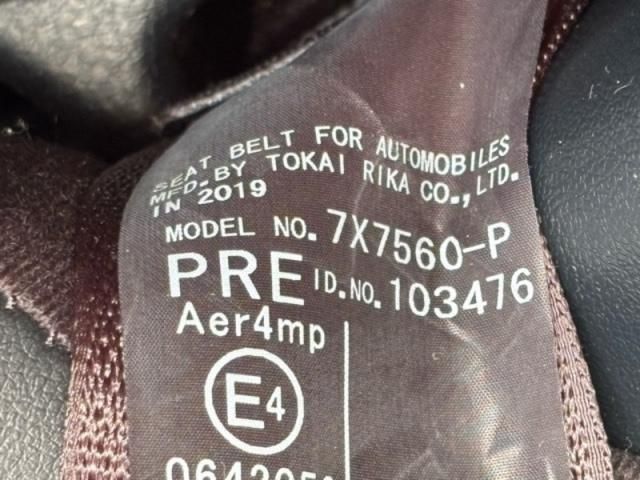 SEAT BELT FOR AUTOMOBILES
MFD. BY TOKAI RIKA CO., LTD.
IN 2019
MODEL NO. 7X7560-P
PRE ID.NO. 103476
Aer4mp
E4